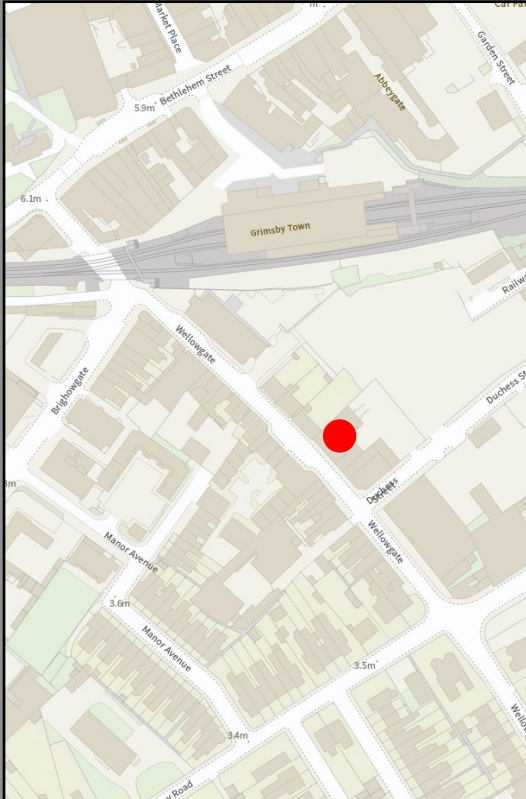 Market Place
Garden Street
Bethlehem Street
Abbeygate
5.9m
6.1m
Grimsby Town
Wellowgate
Brighowgate
Duchess
Street
Wellowgate
Manor Avenue
3.6m
Manor Avenue
3.5m
3.4m
Road